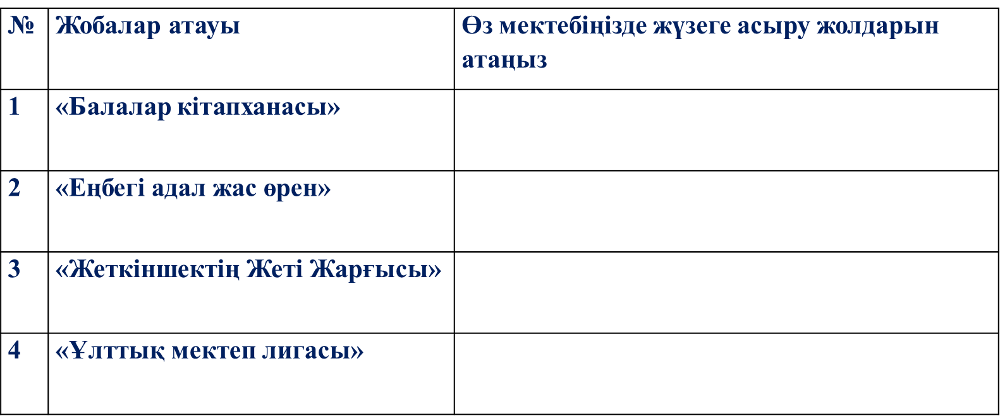 № Жобалар атауы Өз мектебіңізде жүзеге асыру жолдарын
атаңыз
1 «Балалар кітапханасы»
2 «Еңбегі адал жас өрен»
3 «Жеткіншектің Жеті Жарғысы»
4 «Ұлттық мектеп лигасы»